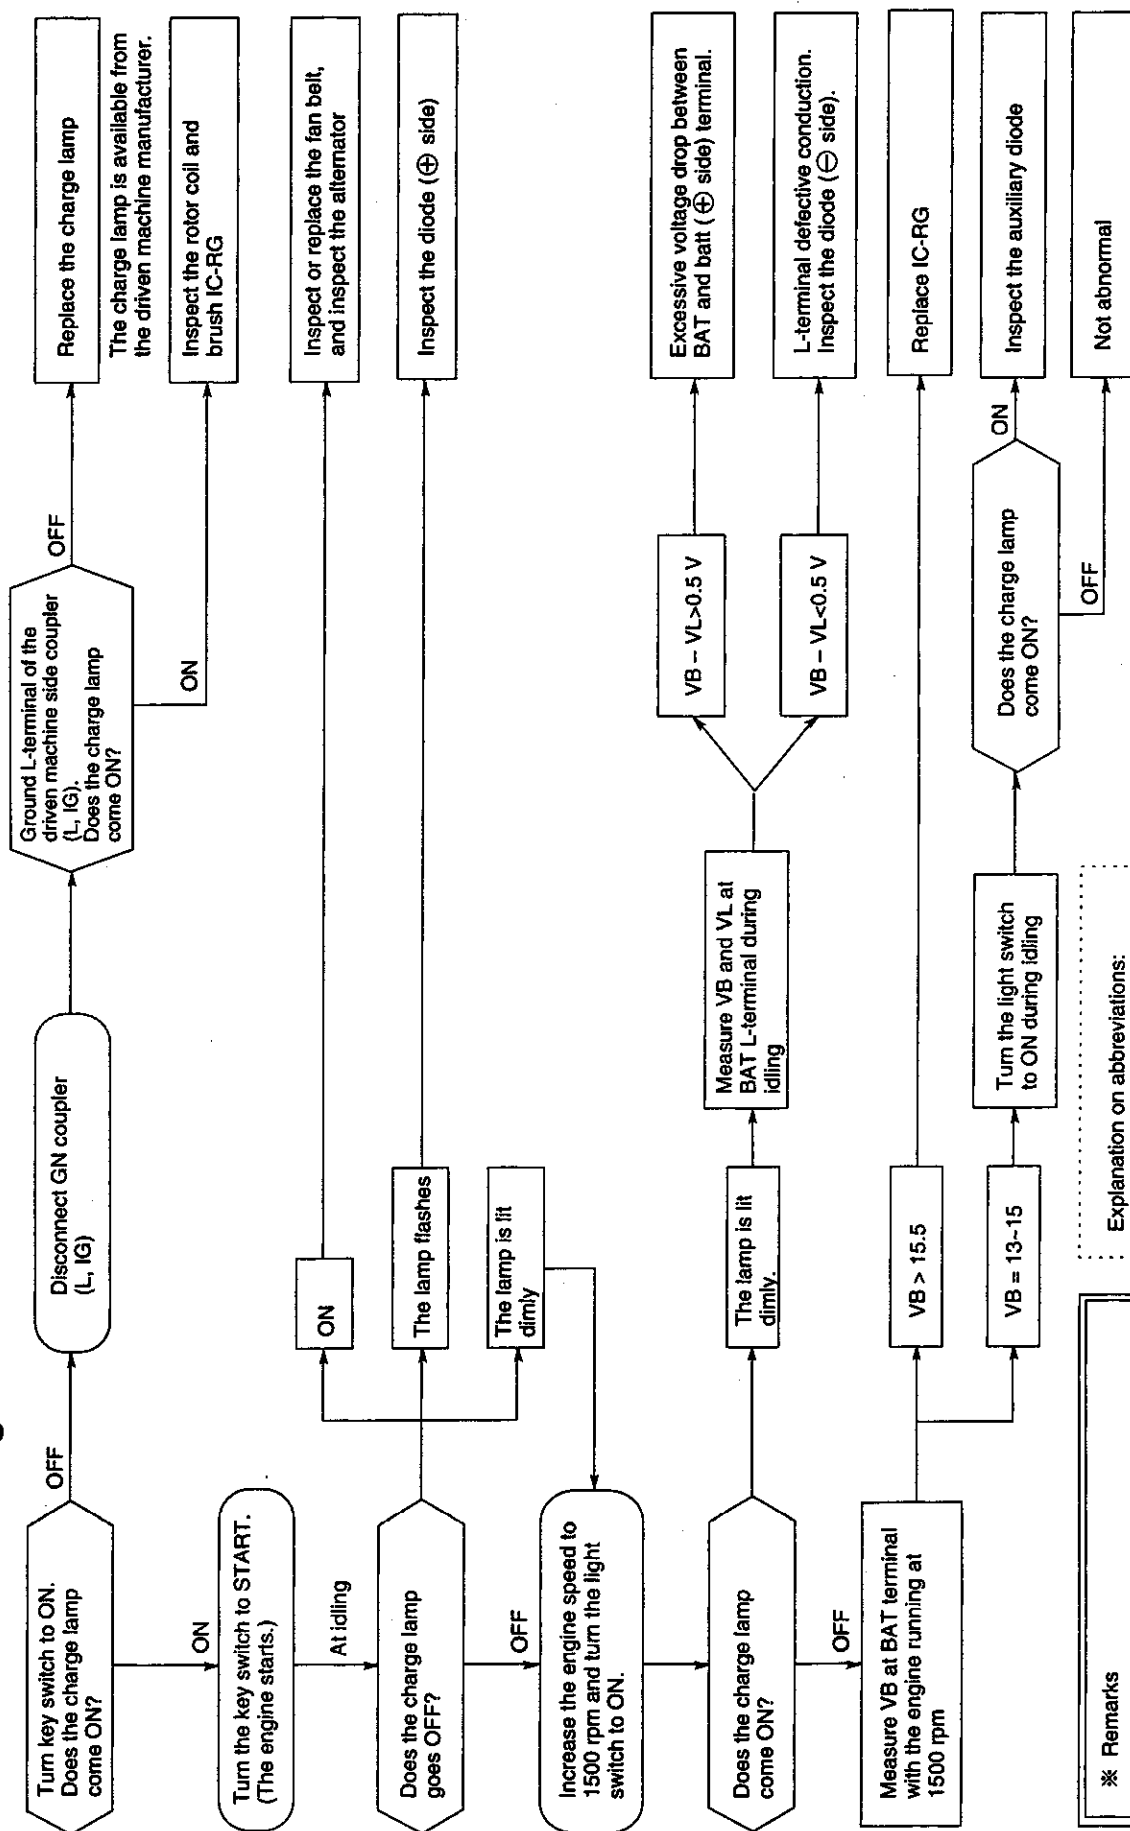 Turn key switch to ON.
Does the charge lamp
come ON?
OFF
Disconnect GN coupler
(L, IG)
Ground L-terminal of the
driven machine side coupler
(L, IG).
Does the charge lamp
come ON?
OFF
Replace the charge lamp
The charge lamp is available from
the driven machine manufacturer.
ON
Inspect the rotor coil and
brush IC-RG
ON
Turn the key switch to START.
(The engine starts.)
At idling
Does the charge lamp
goes OFF?
ON
Inspect or replace the fan belt,
and inspect the alternator
The lamp flashes
Inspect the diode (⊕ side)
The lamp is lit
dimly
OFF
Increase the engine speed to
1500 rpm and turn the light
switch to ON.
Does the charge lamp
come ON?
The lamp is lit
dimly.
Measure VB and VL at
BAT L-terminal during
idling
VB – VL>0.5 V
Excessive voltage drop between
BAT and batt (⊕ side) terminal.
VB – VL<0.5 V
L-terminal defective conduction.
Inspect the diode (⊖ side).
OFF
Measure VB at BAT terminal
with the engine running at
1500 rpm
VB > 15.5
Replace IC-RG
VB = 13~15
Turn the light switch
to ON during idling
Does the charge lamp
come ON?
ON
Inspect the auxiliary diode
OFF
Not abnormal
※ Remarks
Explanation on abbreviations: